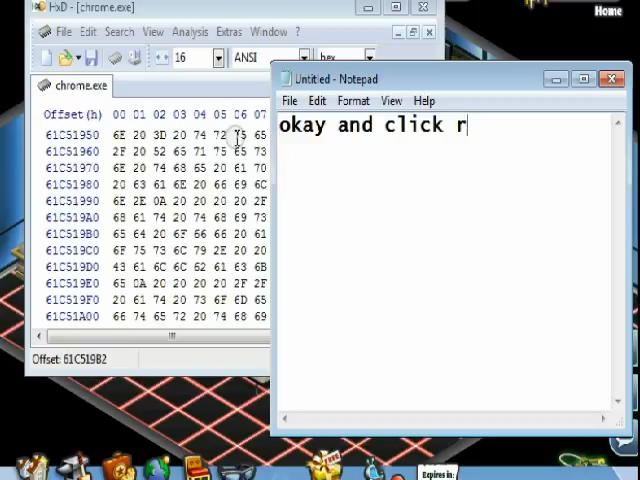 HxD - [chrome.exe]
File Edit Search View Analysis Extras Window ?
16 ANSI hex
chrome.exe
Offset(h) 00 01 02 03 04 05 06 07
61C51950 6E 20 3D 20 74 72 75 65
61C51960 2F 20 52 65 71 75 65 73
61C51970 6E 20 74 68 65 20 61 70
61C51980 20 63 61 6E 20 66 69 6C
61C51990 6E 2E 0A 20 20 20 20 2F
61C519A0 68 61 74 20 74 68 69 73
61C519B0 65 64 20 6F 66 66 20 61
61C519C0 6F 75 73 6C 79 2E 20 20
61C519D0 43 61 6C 6C 62 61 63 6B
61C519E0 65 0A 20 20 20 20 2F 2F
61C519F0 20 61 74 20 73 6F 6D 65
61C51A00 66 74 65 72 20 74 68 69
Offset: 61C519B2
Untitled - Notepad
File Edit Format View Help
okay and click r
Home
Expires in: